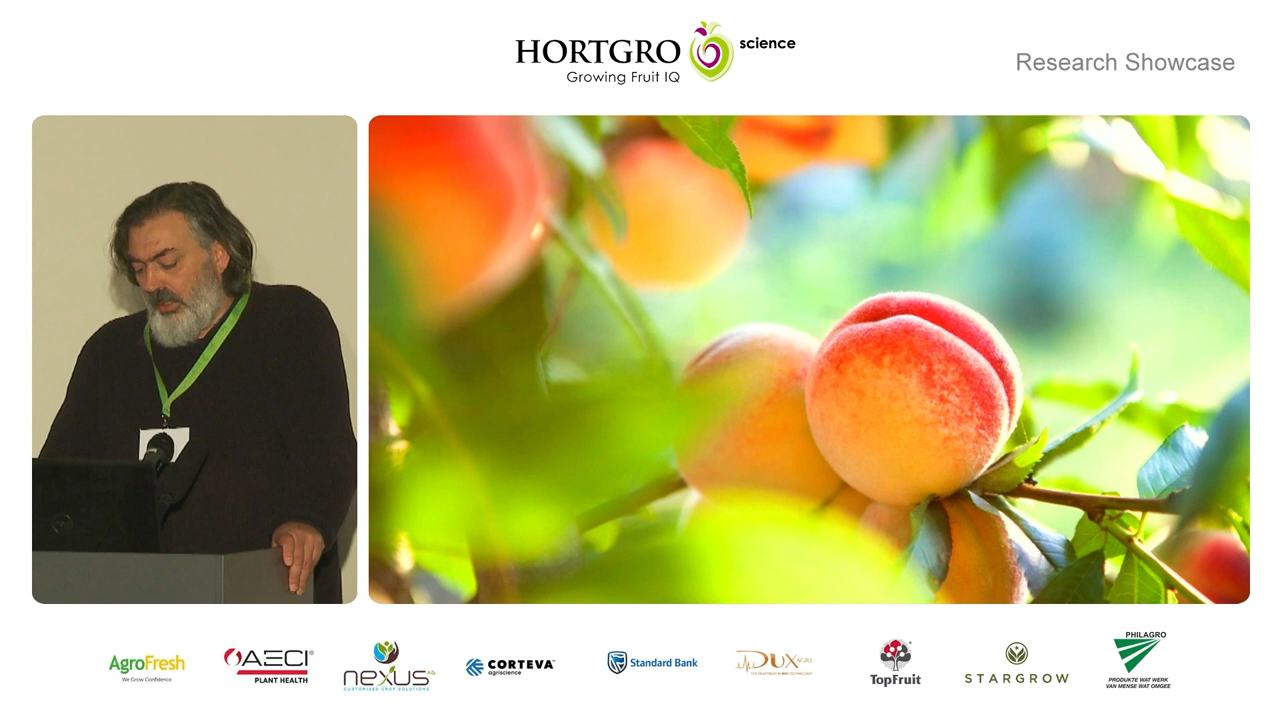 HORTGRO science
Growing Fruit IQ
Research Showcase
AgroFresh
We Grow Confidence
AECI
PLANT HEALTH
nexus AG
CUSTOMISED CROP SOLUTIONS
CORTEVA
agriscience
Standard Bank
DUX AGRI
TopFruit
STARGROW
PHILAGRO
PRODUKTE WAT WERK
VAN MENSE WAT OMGEE